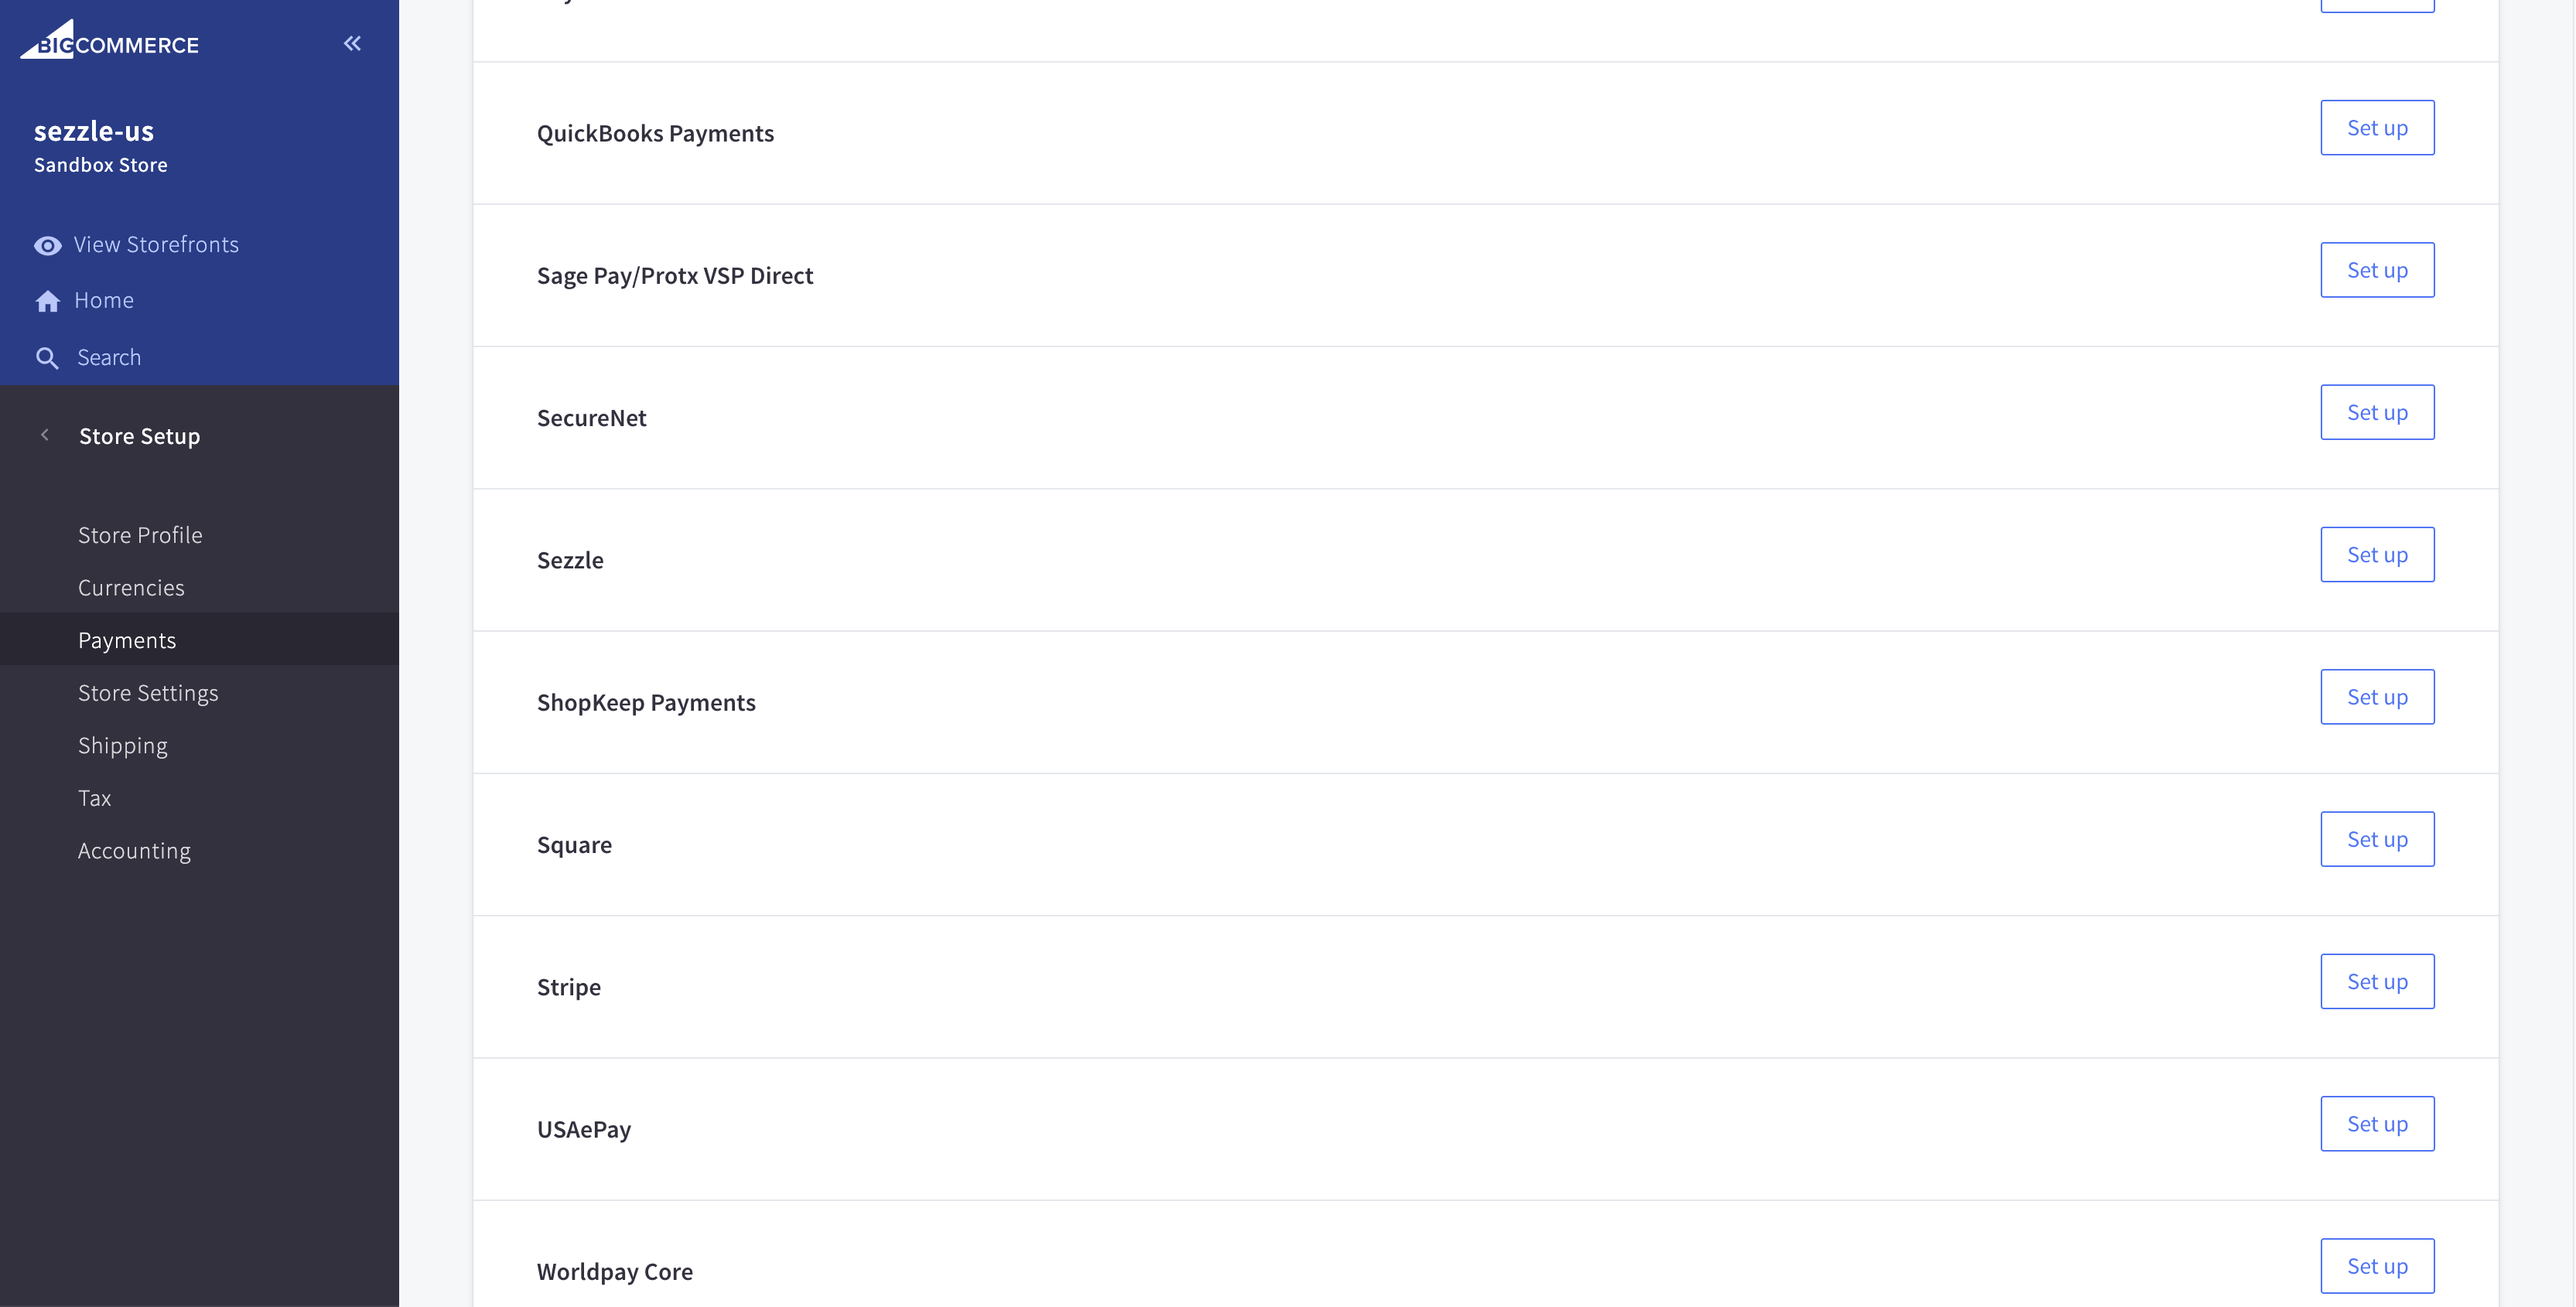 BIGCOMMERCE
sezzle-us
Sandbox Store
View Storefronts
Home
Search
Store Setup
Store Profile
Currencies
Payments
Store Settings
Shipping
Tax
Accounting
QuickBooks Payments Set up
Sage Pay/Protx VSP Direct Set up
SecureNet Set up
Sezzle Set up
ShopKeep Payments Set up
Square Set up
Stripe Set up
USAePay Set up
Worldpay Core Set up